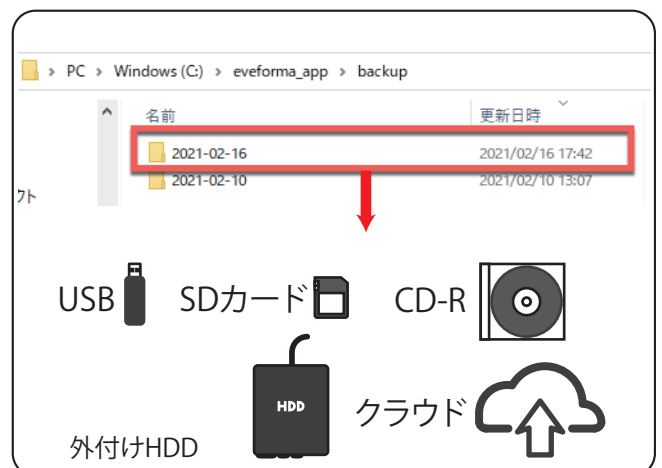 PC > Windows (C:) > eveforma_app > backup
名前 更新日時
2021-02-16 2021/02/16 17:42
2021-02-10 2021/02/10 13:07
クト
USB SDカード CD-R
HDD
クラウド
外付けHDD